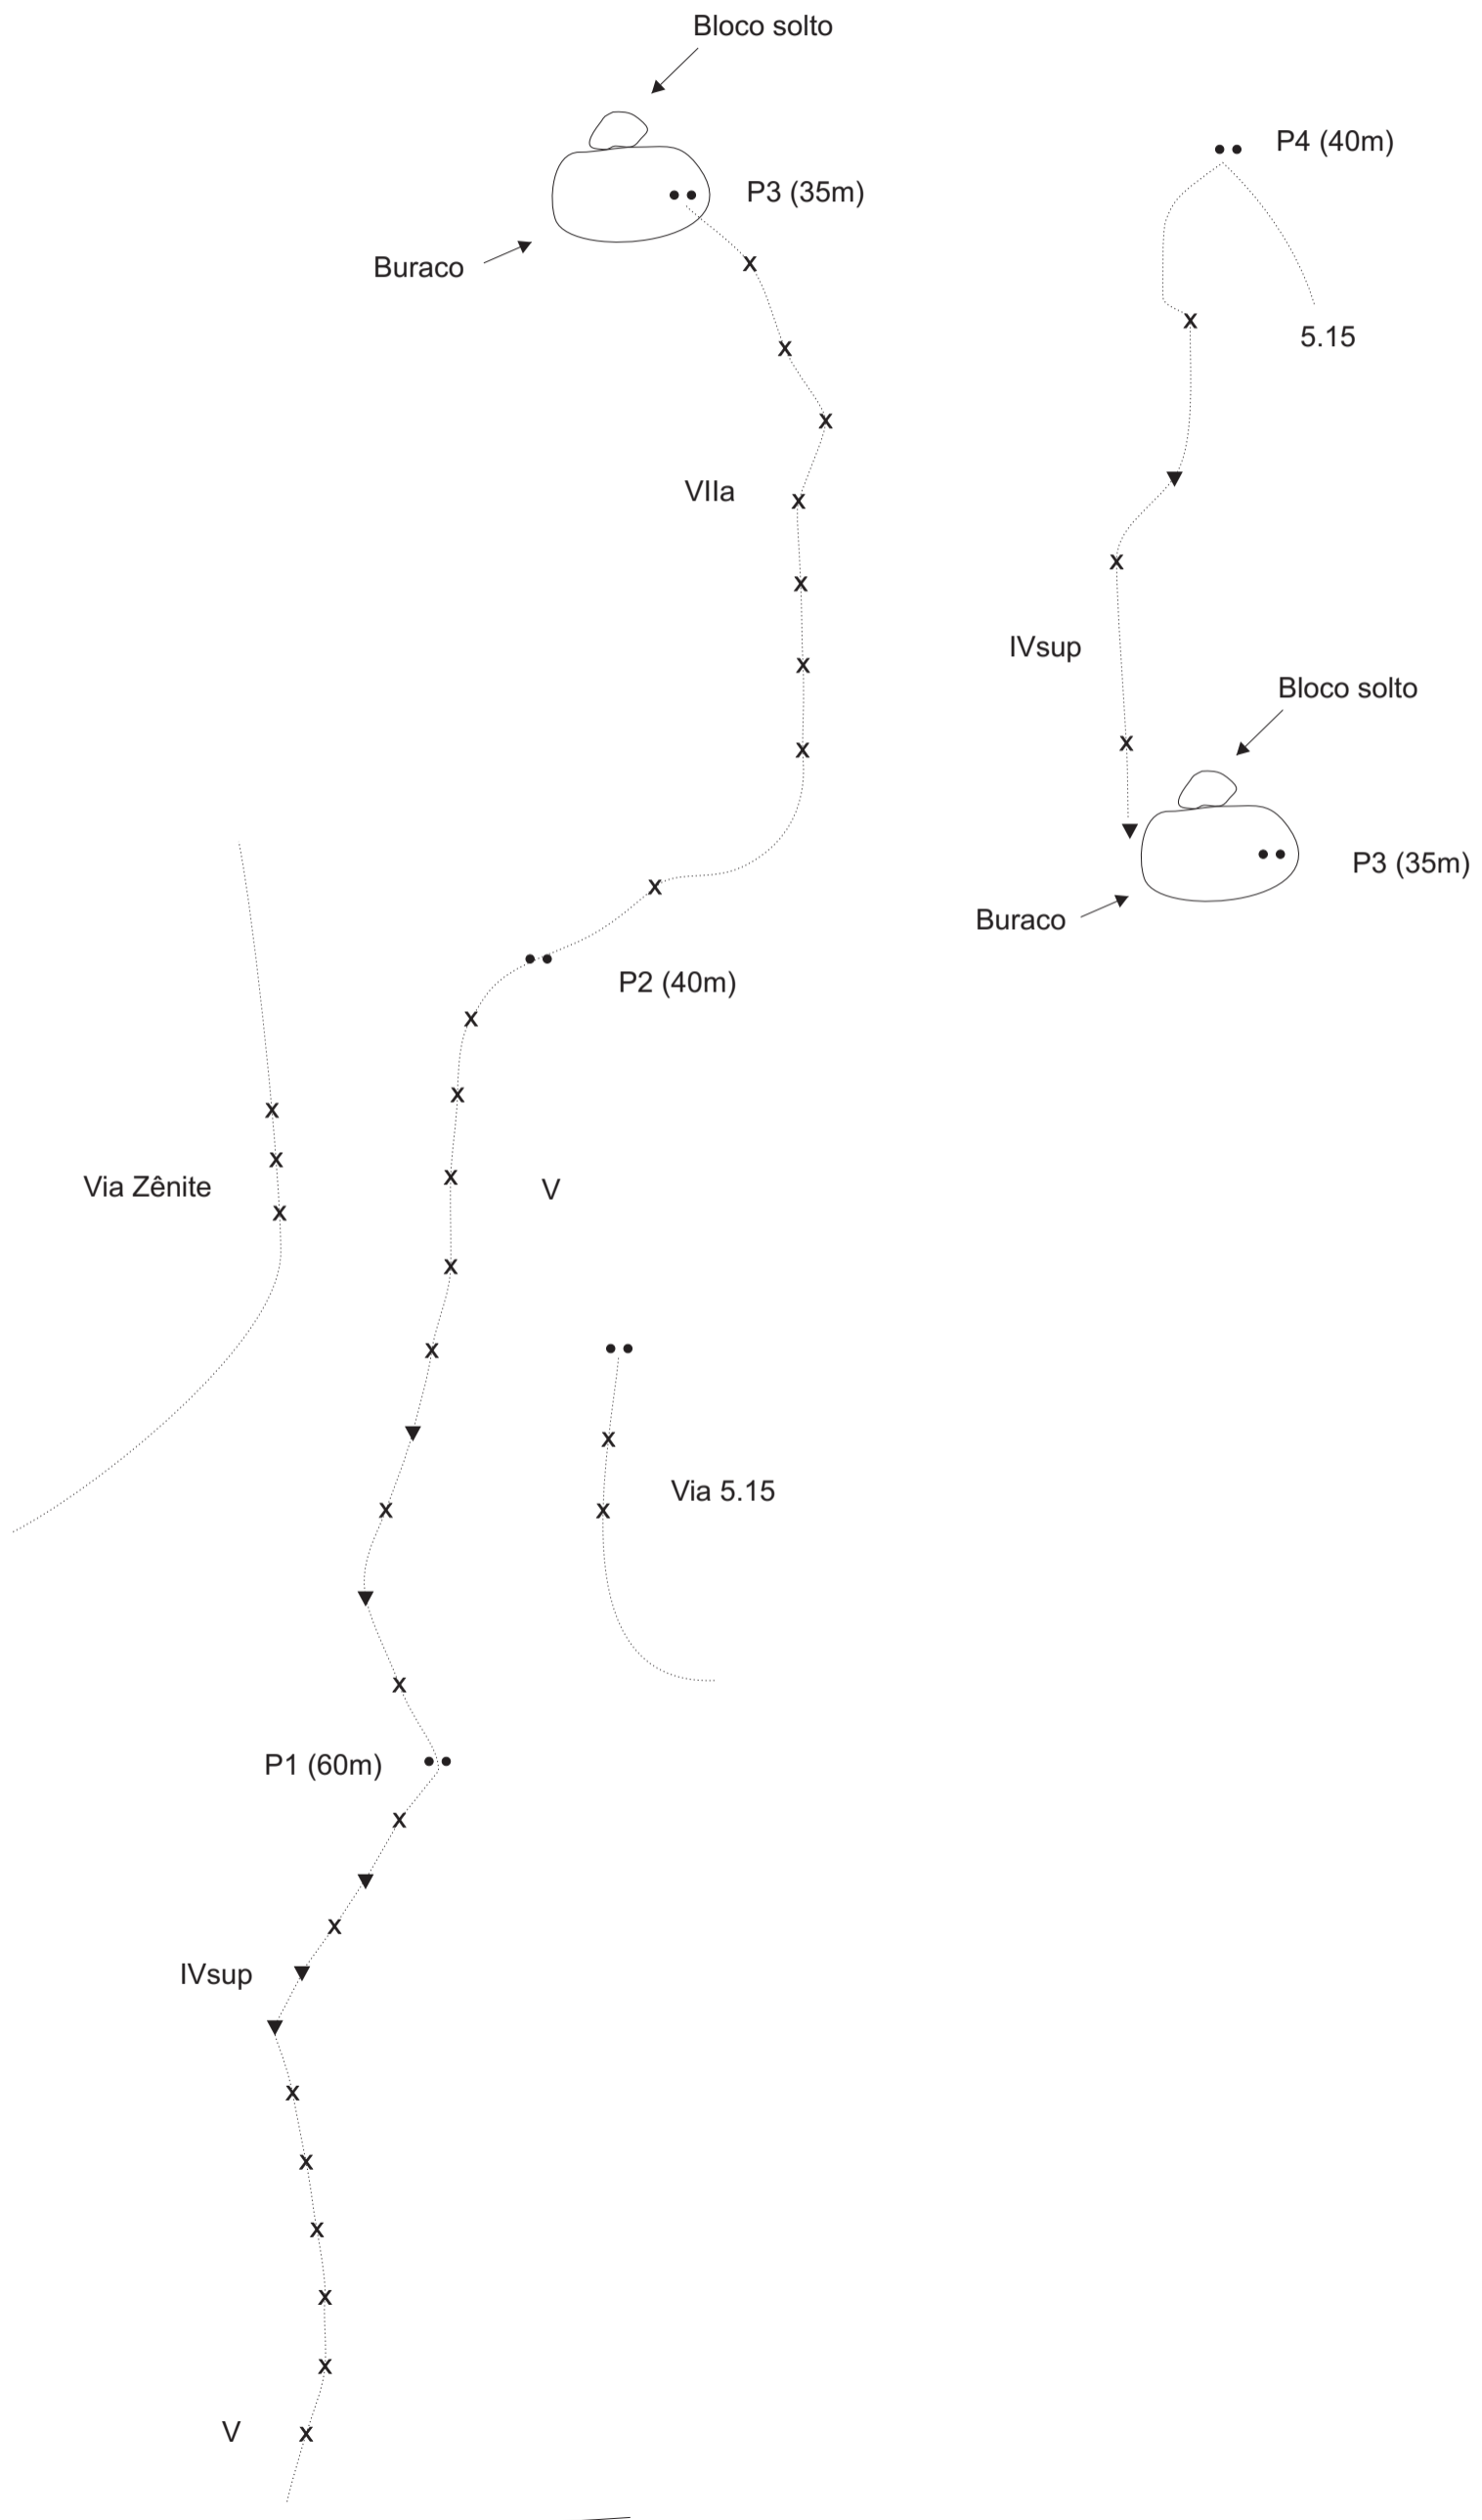 Bloco solto
P4 (40m)
P3 (35m)
Buraco
5.15
VIIa
IVsup
Bloco solto
P3 (35m)
Buraco
P2 (40m)
Via Zênite
V
Via 5.15
P1 (60m)
IVsup
V